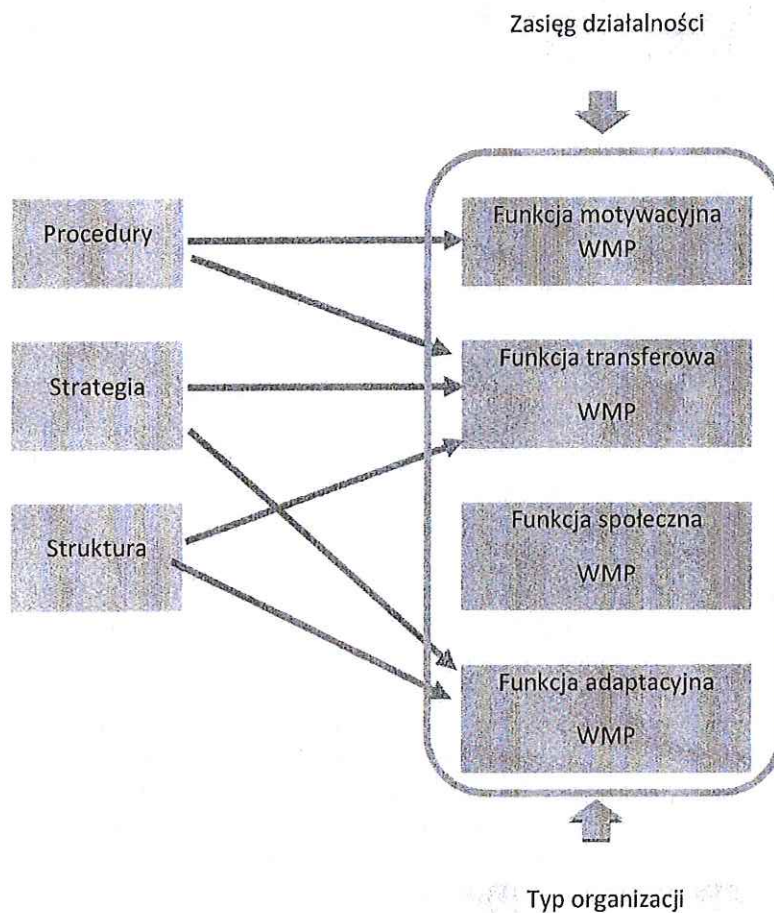 Zasięg działalności
Procedury
Strategia
Struktura
Funkcja motywacyjna
WMP
Funkcja transferowa
WMP
Funkcja społeczna
WMP
Funkcja adaptacyjna
WMP
Typ organizacji